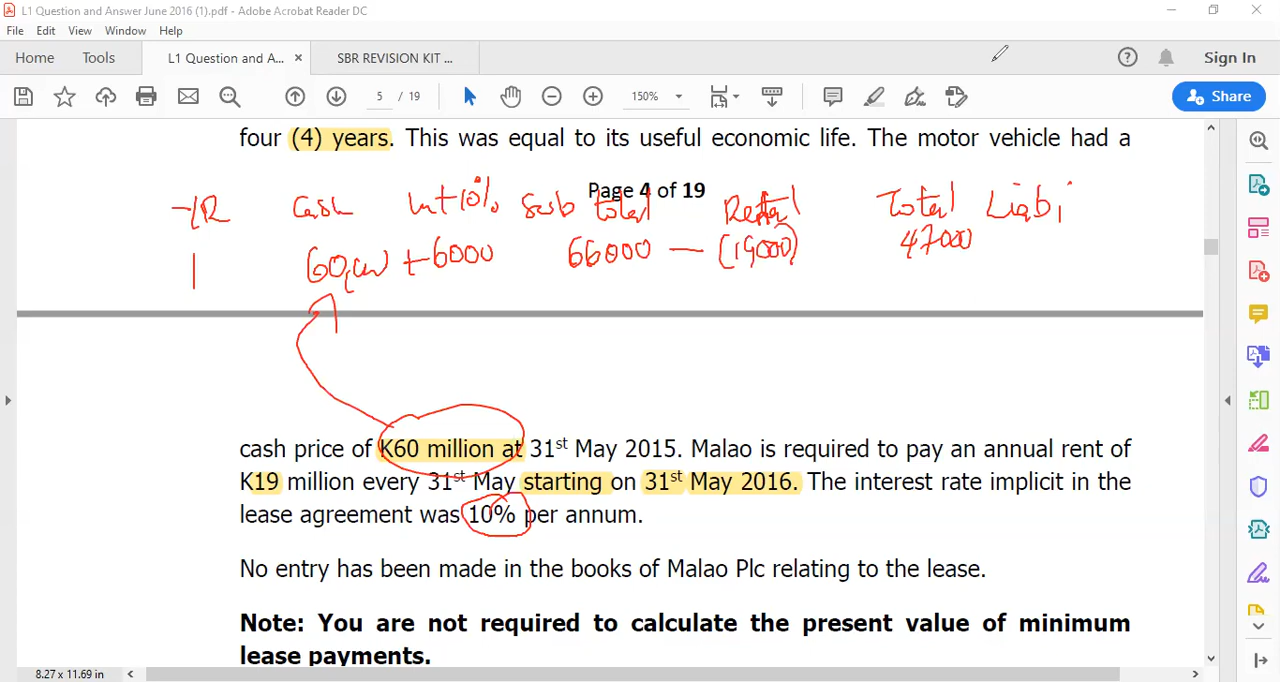 L1 Question and Answer June 2016 (1).pdf - Adobe Acrobat Reader DC
File Edit View Window Help
Home Tools L1 Question and A... × SBR REVISION KIT ... Sign In
5 / 19 150% Share
four (4) years. This was equal to its useful economic life. The motor vehicle had a
Page 4 of 19
YR Cash Int 10% Sub total Rental Total Liabi
1 60,000 + 6000 66000 — (19000) 47000
cash price of K60 million at 31st May 2015. Malao is required to pay an annual rent of
K19 million every 31st May starting on 31st May 2016. The interest rate implicit in the
lease agreement was 10% per annum.
No entry has been made in the books of Malao Plc relating to the lease.
Note: You are not required to calculate the present value of minimum
lease payments.
8.27 x 11.69 in